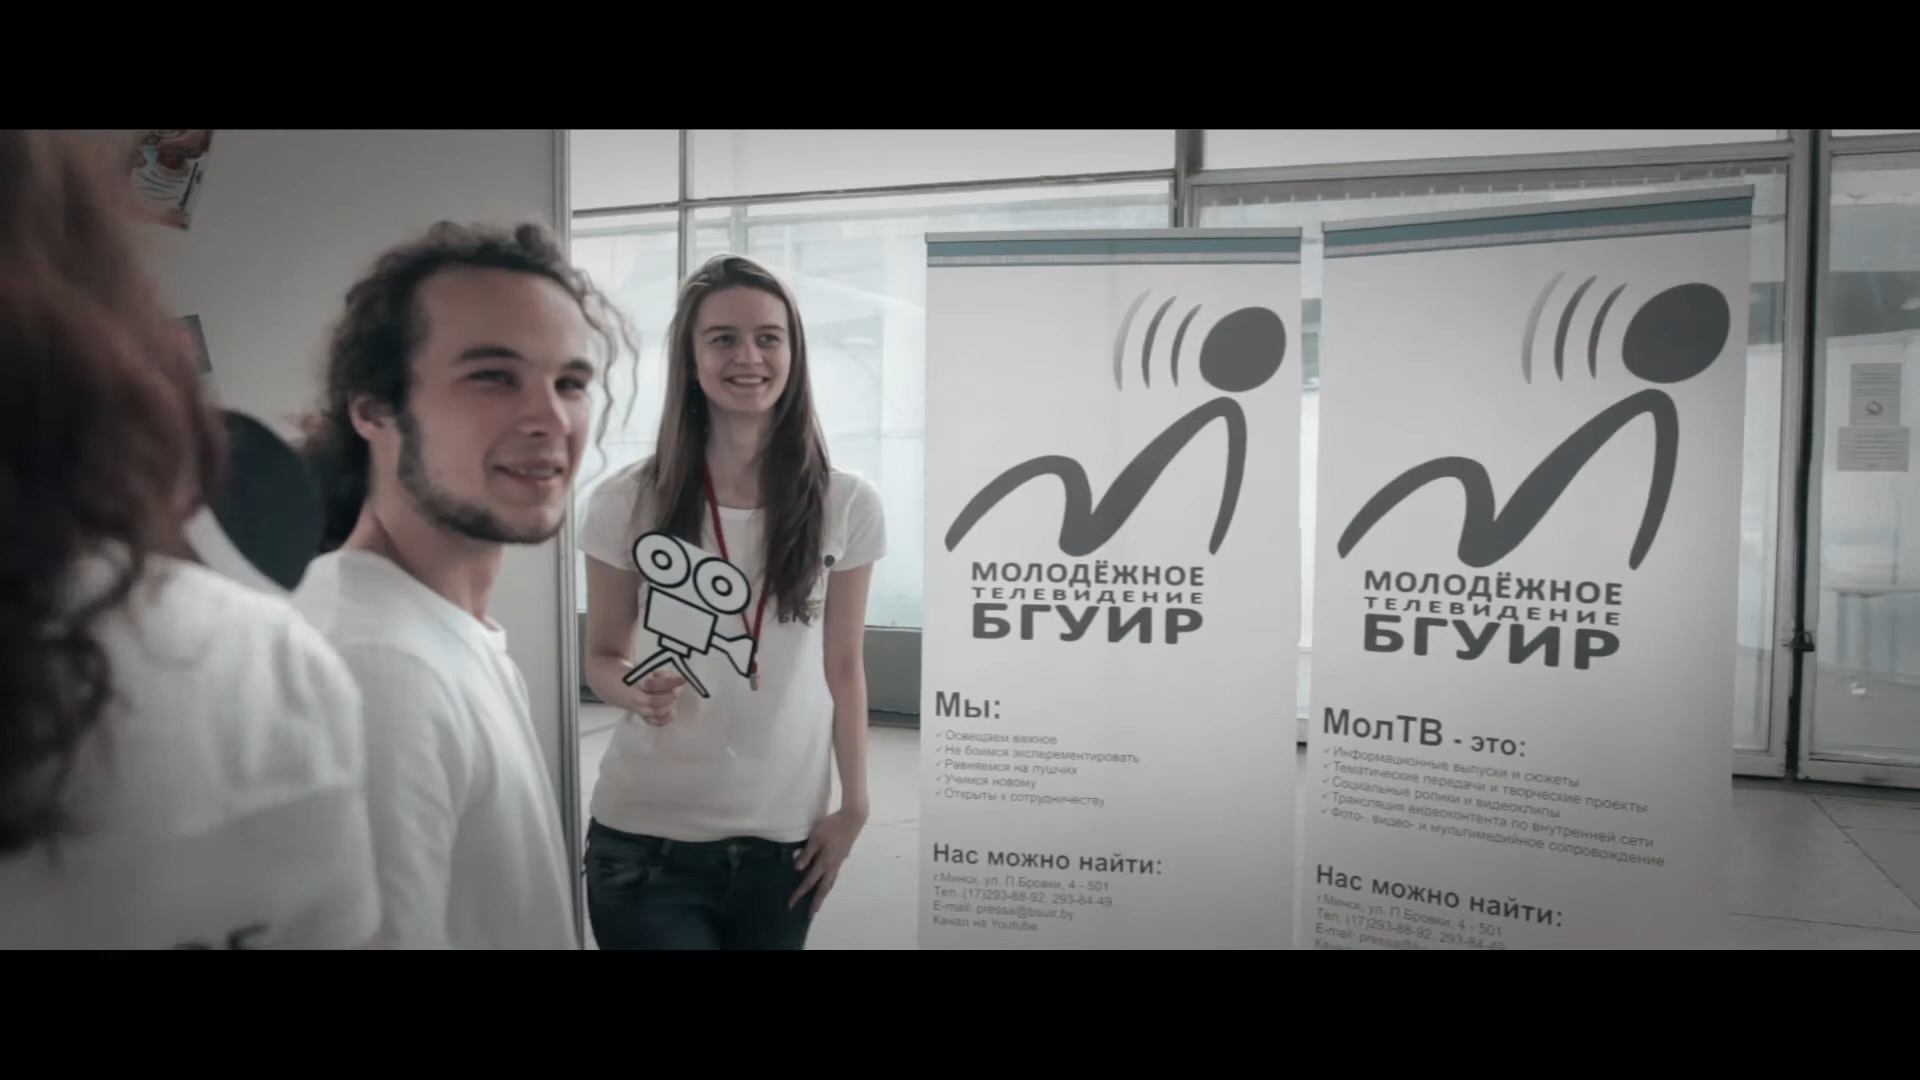 МОЛОДЁЖНОЕ
ТЕЛЕВИДЕНИЕ
БГУИР
Мы:
✓ Освещаем важное
✓ Не боимся эксперементировать
✓ Равняемся на лучших
✓ Учимся новому
✓ Открыты к сотрудничеству
Нас можно найти:
г.Минск, ул. П.Бровки, 4 - 501
Тел. (17)293-88-92, 293-84-49
E-mail: pressa@bsuir.by
Канал на Youtube
МОЛОДЁЖНОЕ
ТЕЛЕВИДЕНИЕ
БГУИР
МолТВ - это:
✓ Информационные выпуски и сюжеты
✓ Тематические передачи и творческие проекты
✓ Социальные ролики и видеоклипы
✓ Трансляция видеоконтента по внутренней сети
✓ Фото-, видео- и мультимедийное сопровождение
Нас можно найти:
г.Минск, ул. П.Бровки, 4 - 501
Тел. (17)293-88-92, 293-84-49